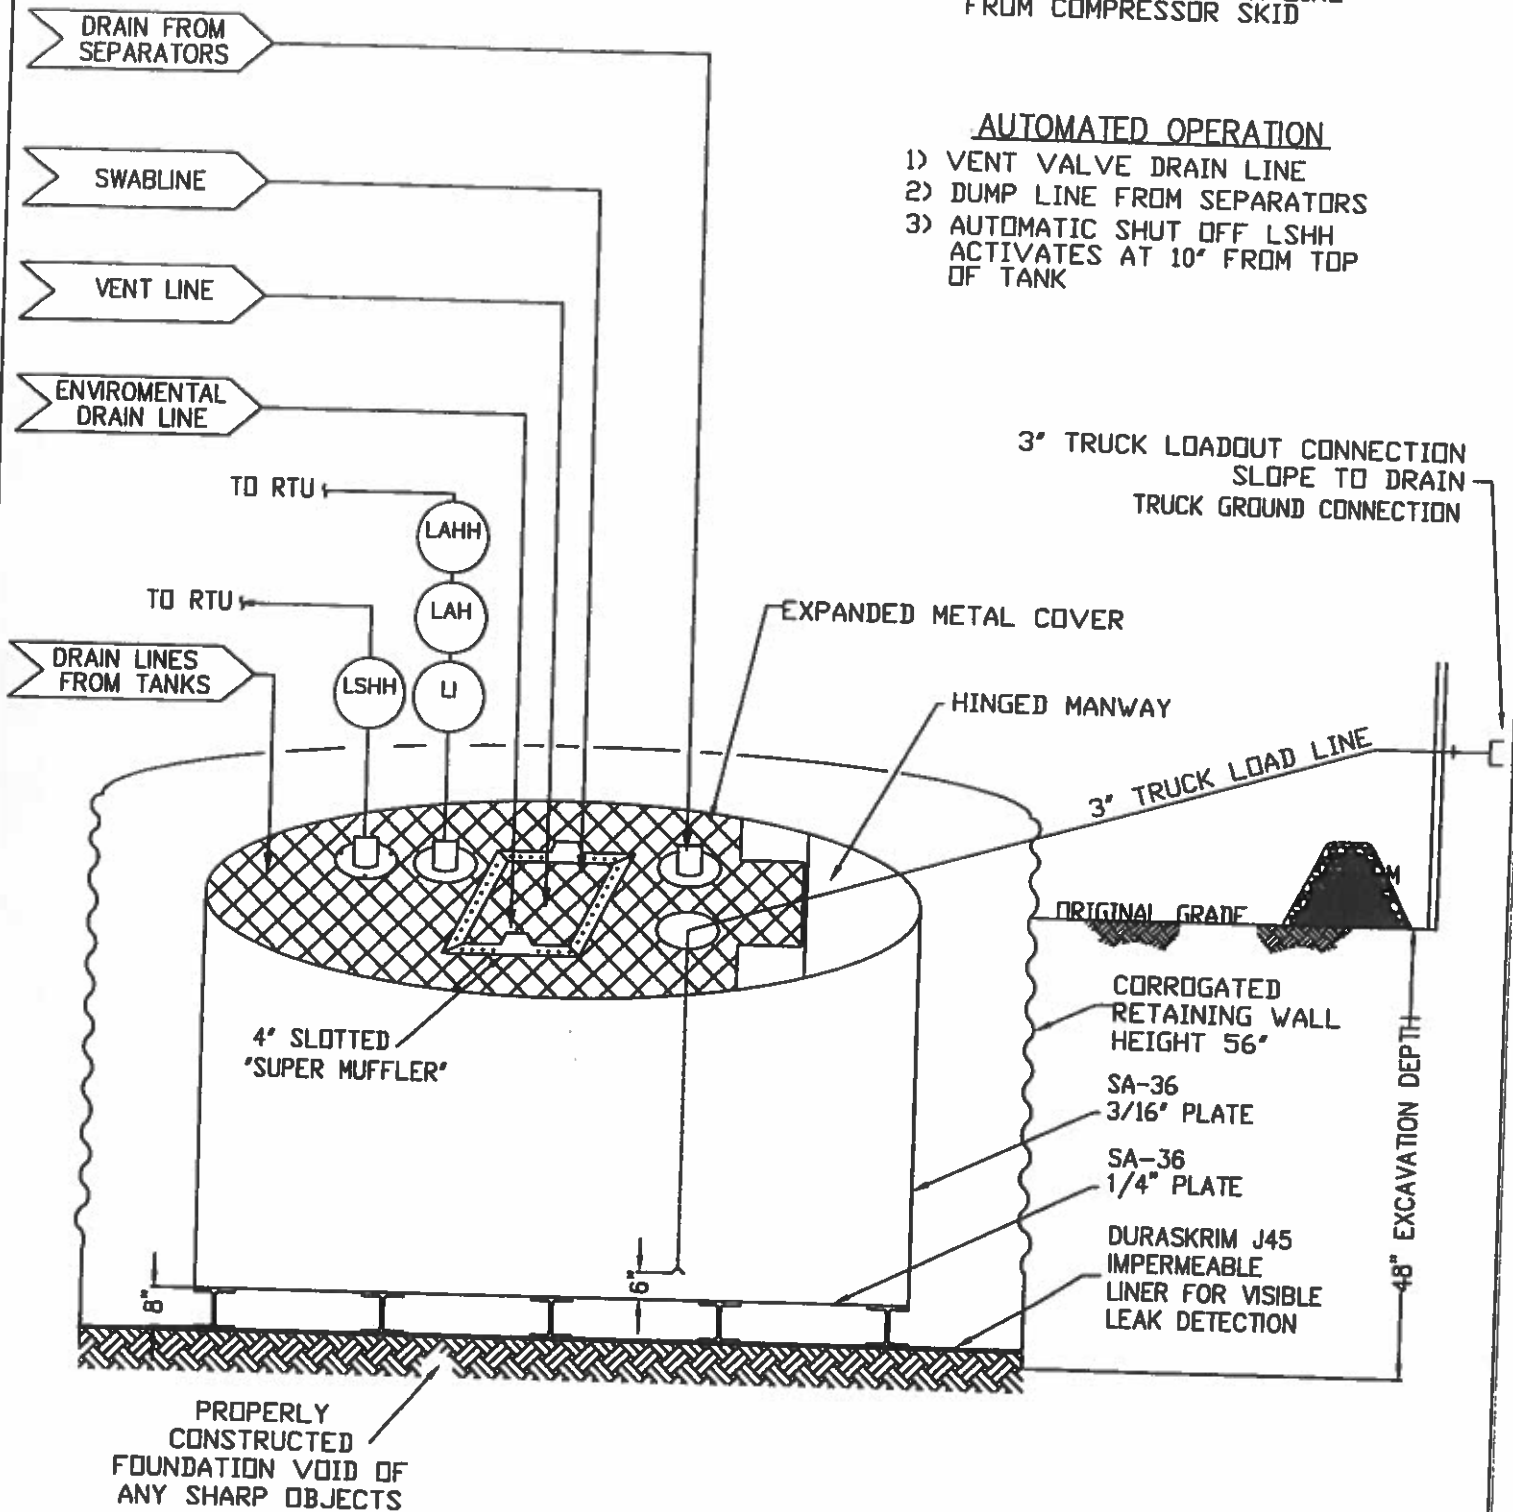 FROM COMPRESSOR SKID
DRAIN FROM
SEPARATORS
AUTOMATED OPERATION
1) VENT VALVE DRAIN LINE
2) DUMP LINE FROM SEPARATORS
3) AUTOMATIC SHUT OFF LSHH
ACTIVATES AT 10" FROM TOP
OF TANK
SWABLINE
VENT LINE
ENVIROMENTAL
DRAIN LINE
3" TRUCK LOADOUT CONNECTION
SLOPE TO DRAIN
TRUCK GROUND CONNECTION
TO RTU
LAHH
TO RTU
LAH
EXPANDED METAL COVER
DRAIN LINES
FROM TANKS
LSHH
LI
HINGED MANWAY
3" TRUCK LOAD LINE
ORIGINAL GRADE
CORROGATED
RETAINING WALL
HEIGHT 56"
4" SLOTTED
"SUPER MUFFLER"
SA-36
3/16" PLATE
SA-36
1/4" PLATE
48" EXCAVATION DEPTH
DURASKRIM J45
IMPERMEABLE
LINER FOR VISIBLE
LEAK DETECTION
8"
6"
PROPERLY
CONSTRUCTED
FOUNDATION VOID OF
ANY SHARP OBJECTS